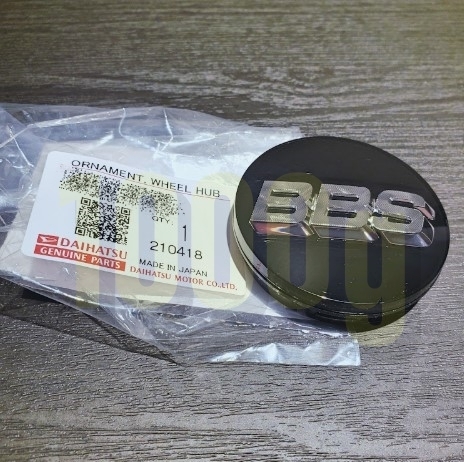 ORNAMENT, WHEEL HUB
QTY
1
210418
DAIHATSU
GENUINE PARTS
MADE IN JAPAN
DAIHATSU MOTOR CO.,LTD.
BBS